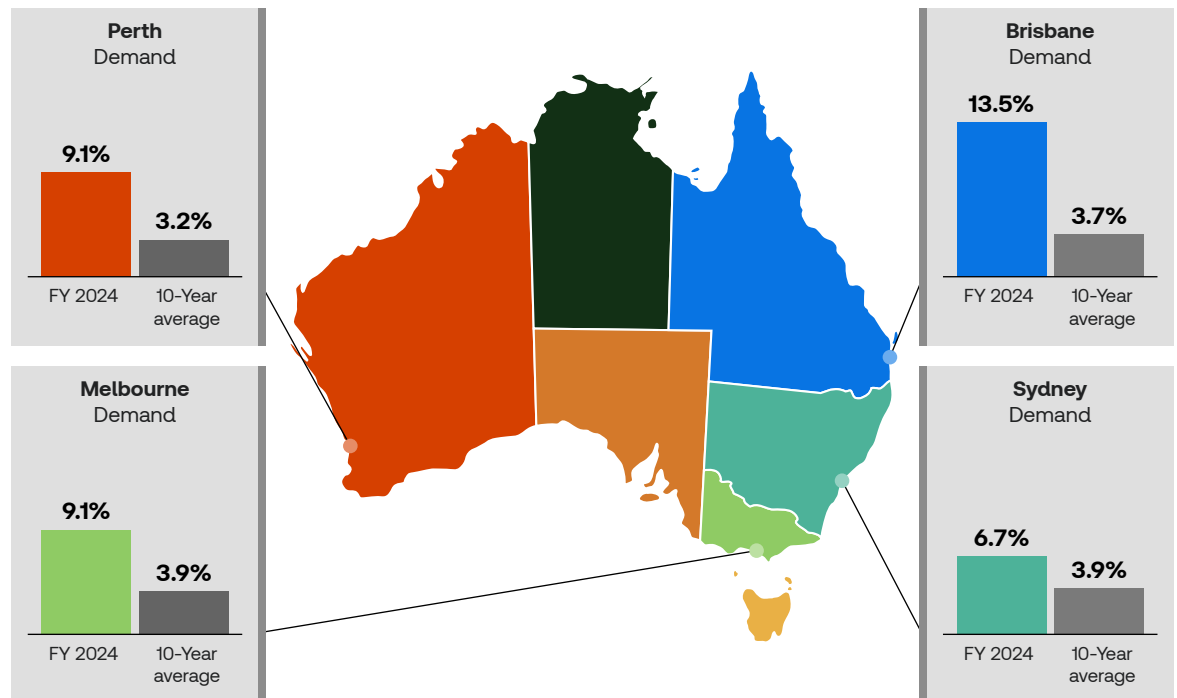 Perth
Demand
9.1%
3.2%
FY 2024
10-Year
average
Brisbane
Demand
13.5%
3.7%
FY 2024
10-Year
average
Melbourne
Demand
9.1%
3.9%
FY 2024
10-Year
average
Sydney
Demand
6.7%
3.9%
FY 2024
10-Year
average